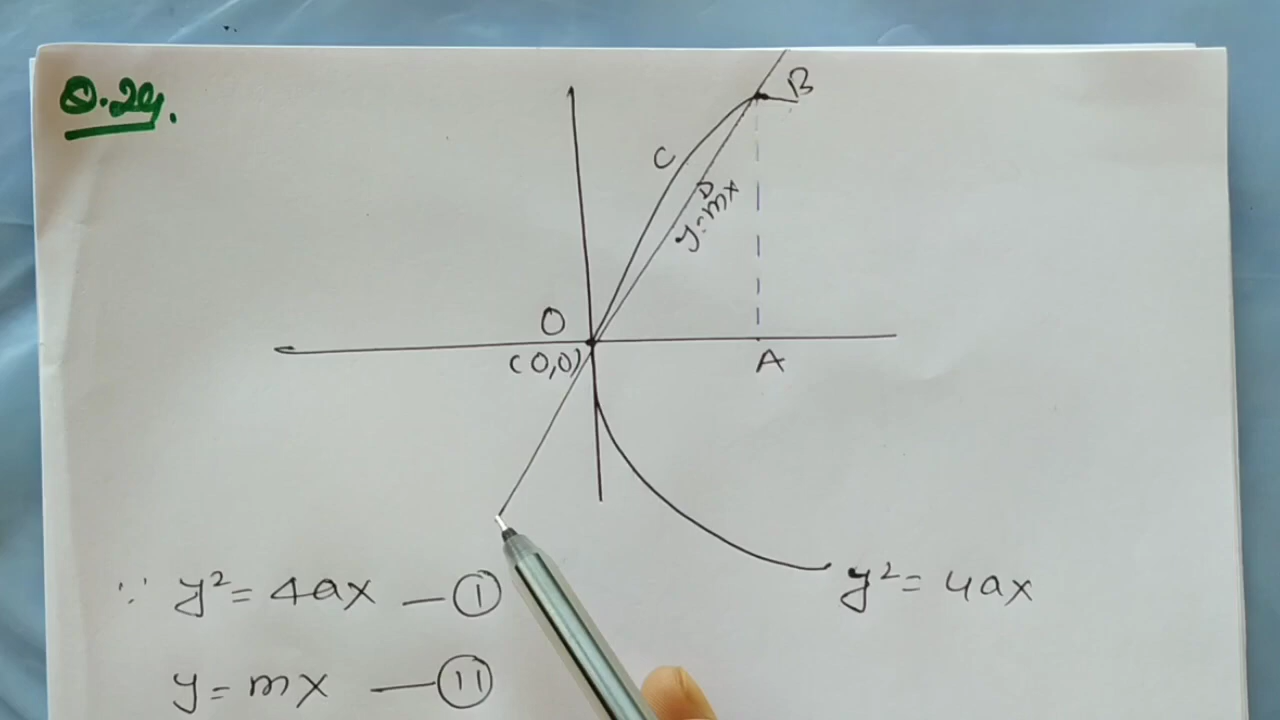 Q.24.
B
C
D
y=mx
O
(0,0)
A
∵ y²= 4ax —①
y²= 4ax
y= mx —⑪